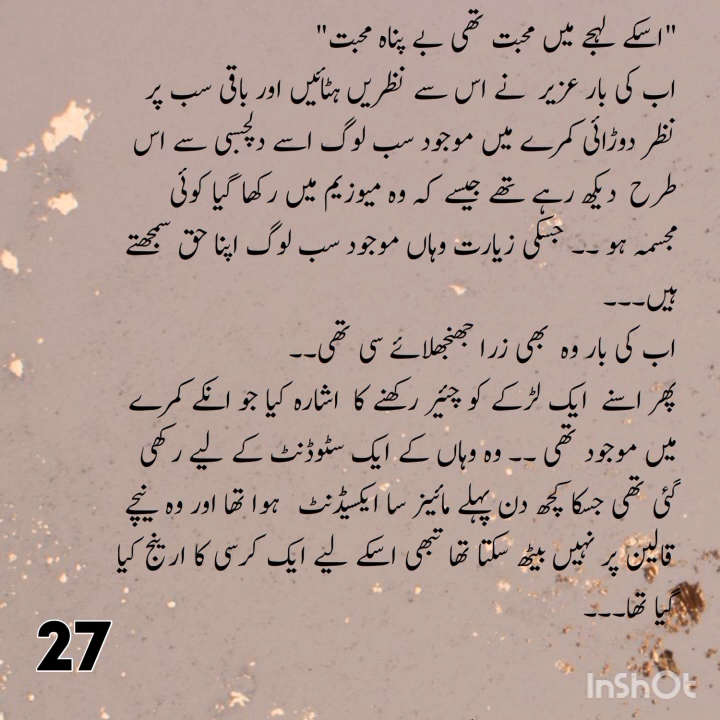 "اسکے لہجے میں محبت تھی بے پناہ محبت"
اب کی بار عزیر نے اس سے نظریں ہٹائیں اور باقی سب پر
نظر دوڑائی کمرے میں موجود سب لوگ اسے دلچسبی سے اس
طرح دیکھ رہے تھے جیسے کہ وہ میوزیم میں رکھا گیا کوئی
مجسمہ ہو ۔۔ جسکی زیارت وہاں موجود سب لوگ اپنا حق سمجھتے
ہیں۔۔۔
اب کی بار وہ بھی زرا جھنجھلائے سی تھی۔۔
پھر اسنے ایک لڑکے کو چئیر رکھنے کا اشارہ کیا جو انکے کمرے
میں موجود تھی ۔۔ وہ وہاں کے ایک سٹوڈنٹ کے لیے رکھی
گئی تھی جسکا کچھ دن پہلے مائینر سا ایکسیڈنٹ ہوا تھا اور وہ نیچے
قالین پر نہیں بیٹھ سکتا تھا تبھی اسکے لیے ایک کرسی کا ارینج کیا
گیا تھا۔۔۔
27
InShOt